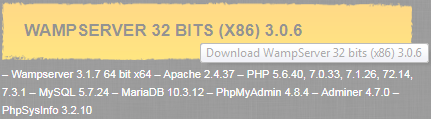 WAMPSERVER 32 BITS (X86) 3.0.6
Download WampServer 32 bits (x86) 3.0.6
– Wampserver 3.1.7 64 bit x64 – Apache 2.4.37 – PHP 5.6.40, 7.0.33, 7.1.26, 72.14,
7.3.1 – MySQL 5.7.24 – MariaDB 10.3.12 – PhpMyAdmin 4.8.4 – Adminer 4.7.0 –
PhpSysInfo 3.2.10